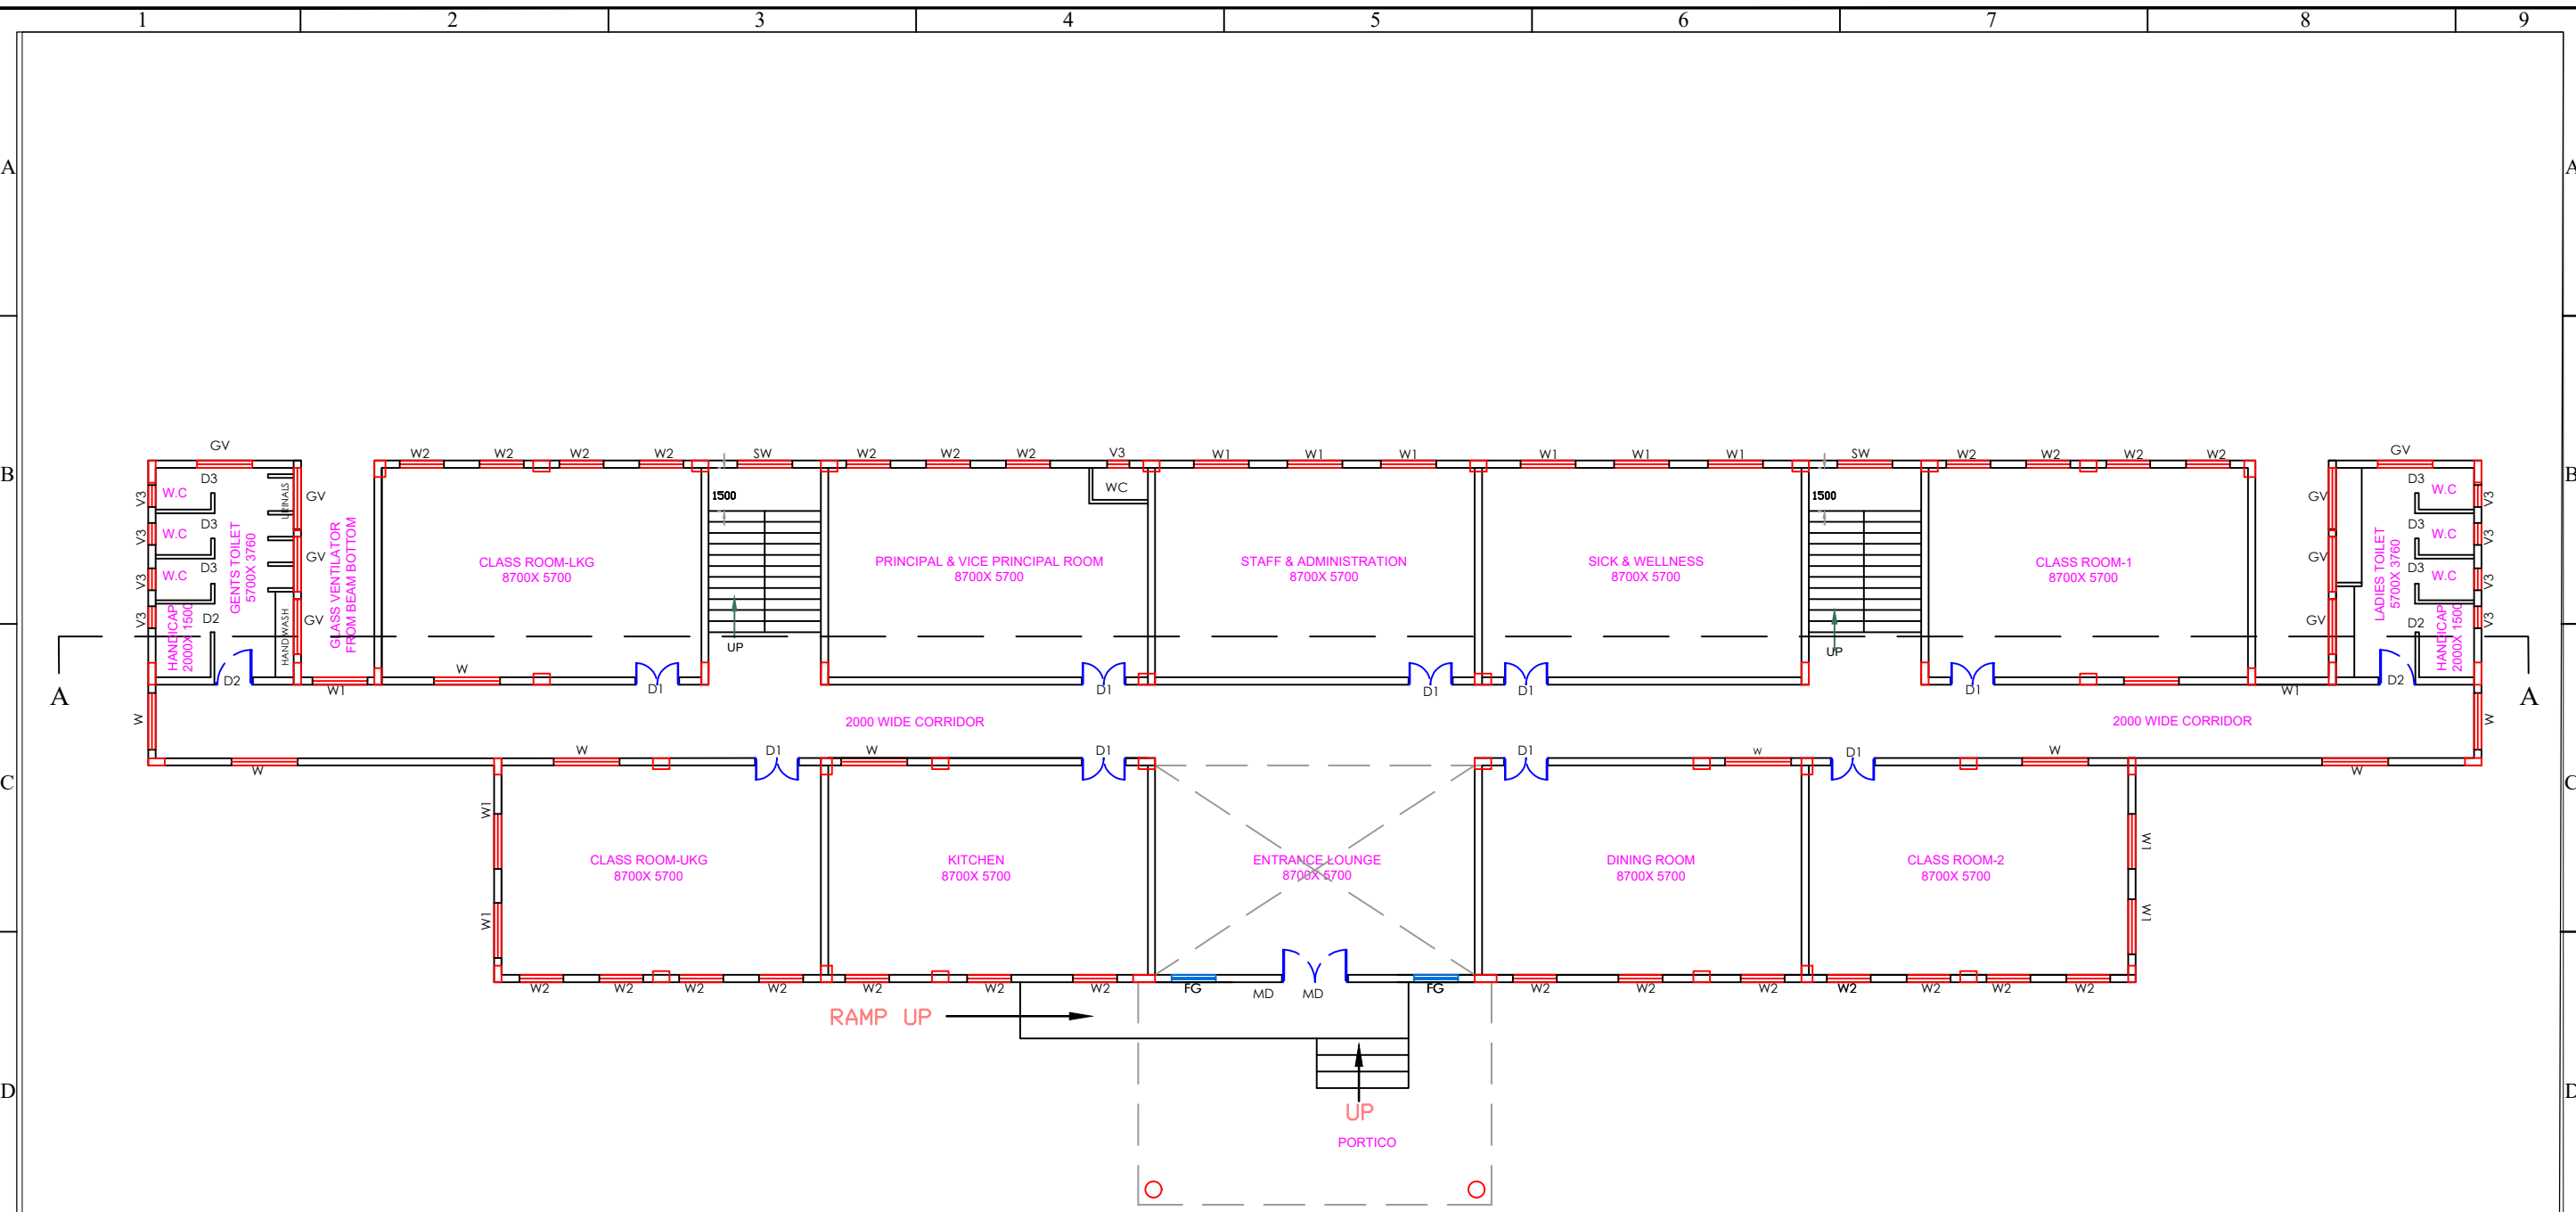 1 2 3 4 5 6 7 8 9
A A
GV W2 W2 W2 W2 SW W2 W2 W2 V3 W1 W1 W1 W1 W1 W1 SW W2 W2 W2 W2 GV
B B
D3 D3
W.C WC W.C
V3 URINALS GV 1500 1500 GV V3
D3 D3
W.C W.C
V3 V3
GENTS TOILET
5700X 3760
GLASS VENTILATOR
FROM BEAM BOTTOM
GV GV
CLASS ROOM-LKG
8700X 5700
PRINCIPAL & VICE PRINCIPAL ROOM
8700X 5700
STAFF & ADMINISTRATION
8700X 5700
SICK & WELLNESS
8700X 5700
CLASS ROOM-1
8700X 5700
LADIES TOILET
5700X 3760
D3 D3
W.C W.C
V3 V3
HANDICAP
2000X 1500
D2 GV GV D2
V3 V3
HANDWASH
HANDICAP
2000X 1500
UP UP
D2 W1 W D1 D1 D1 D1 D1 W1 D2
A A
W 2000 WIDE CORRIDOR 2000 WIDE CORRIDOR W
W W D1 W D1 D1 W D1 W W
C C
W1 W1
CLASS ROOM-UKG
8700X 5700
KITCHEN
8700X 5700
ENTRANCE LOUNGE
8700X 5700
DINING ROOM
8700X 5700
CLASS ROOM-2
8700X 5700
W1 W1
W2 W2 W2 W2 W2 W2 W2 FG MD MD FG W2 W2 W2 W2 W2 W2 W2
RAMP UP
D D
UP
PORTICO